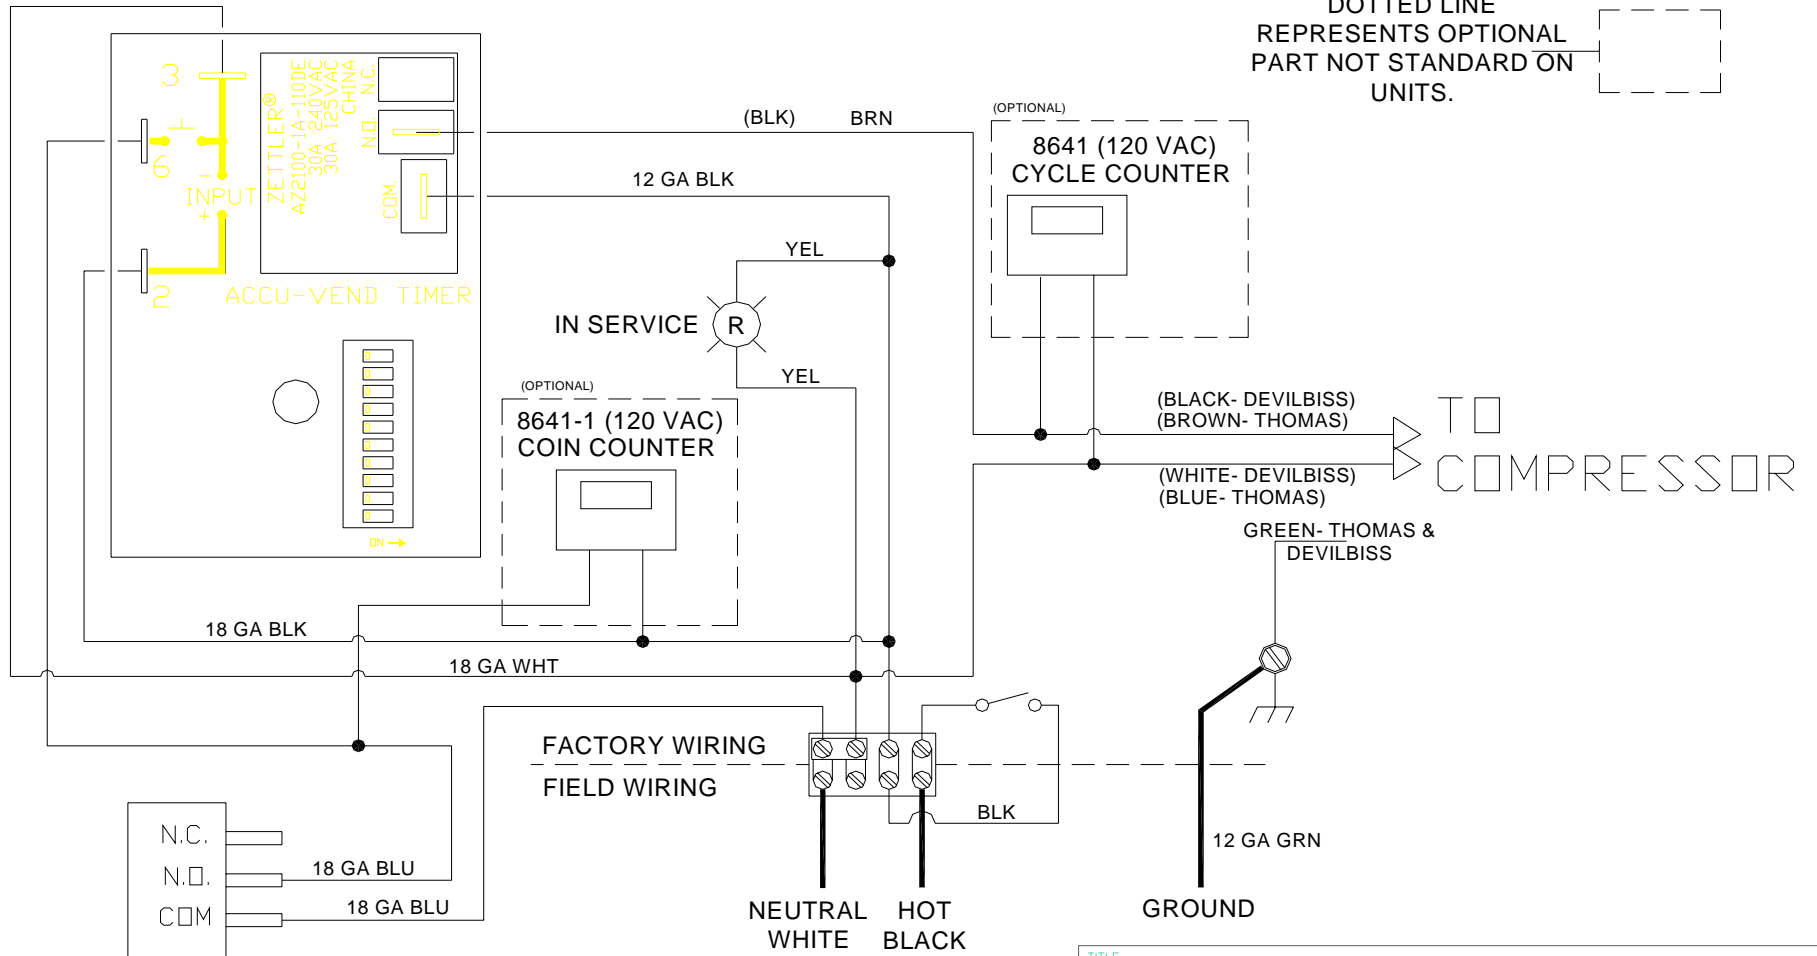 DOTTED LINE
REPRESENTS OPTIONAL
PART NOT STANDARD ON
UNITS.
3
6
2
INPUT
-
+
ZETTLER®
AZ2100-1A-110DE
30A 240VAC
30A 125VAC
CHINA
N.C.
N.O.
COM.
ACCU-VEND TIMER
ON
(BLK) BRN
12 GA BLK
(OPTIONAL)
8641 (120 VAC)
CYCLE COUNTER
YEL
IN SERVICE
R
YEL
(OPTIONAL)
8641-1 (120 VAC)
COIN COUNTER
(BLACK- DEVILBISS)
(BROWN- THOMAS)
(WHITE- DEVILBISS)
(BLUE- THOMAS)
TO
COMPRESSOR
GREEN- THOMAS &
DEVILBISS
18 GA BLK
18 GA WHT
FACTORY WIRING
FIELD WIRING
BLK
12 GA GRN
N.C.
N.O.
COM
18 GA BLU
18 GA BLU
NEUTRAL
WHITE
HOT
BLACK
GROUND
TITLE